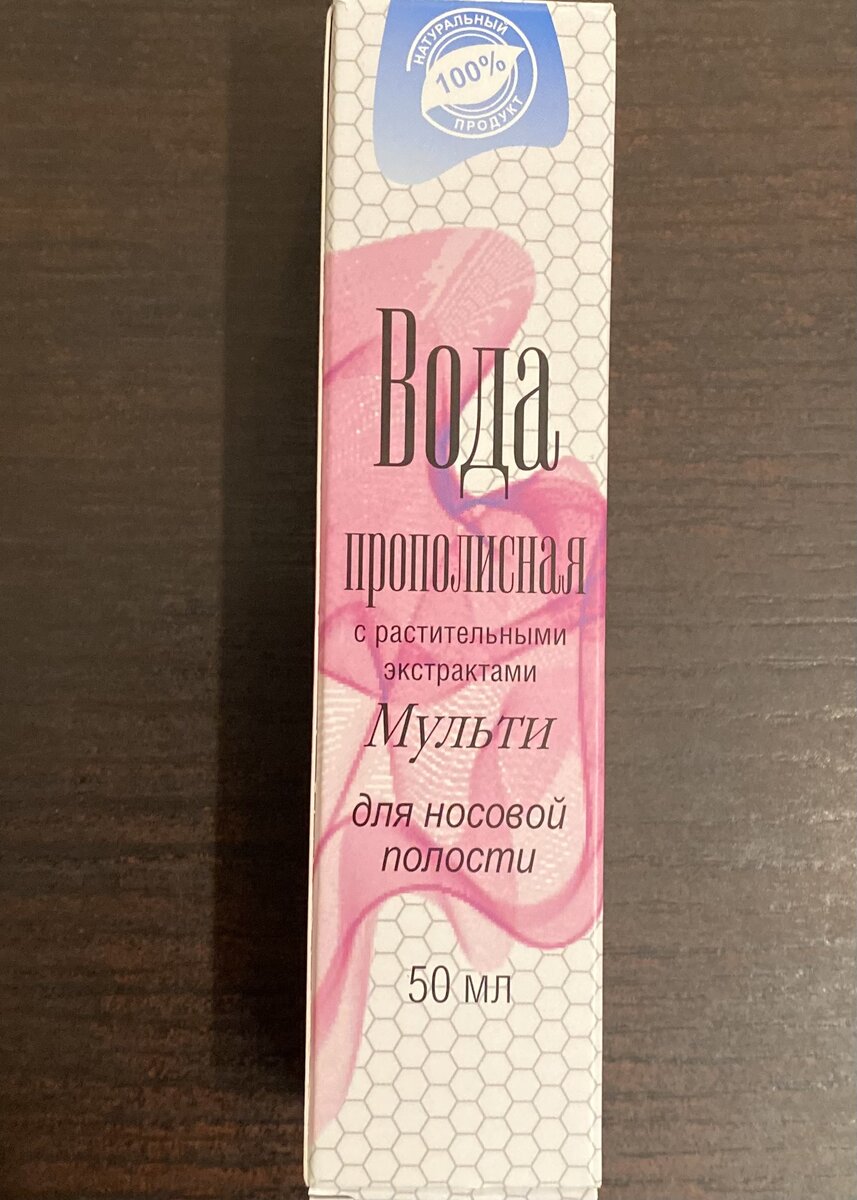 НАТУРАЛЬНЫЙ
100%
ПРОДУКТ
Вода
прополисная
с растительными
экстрактами
Мульти
для носовой
полости
50 мл